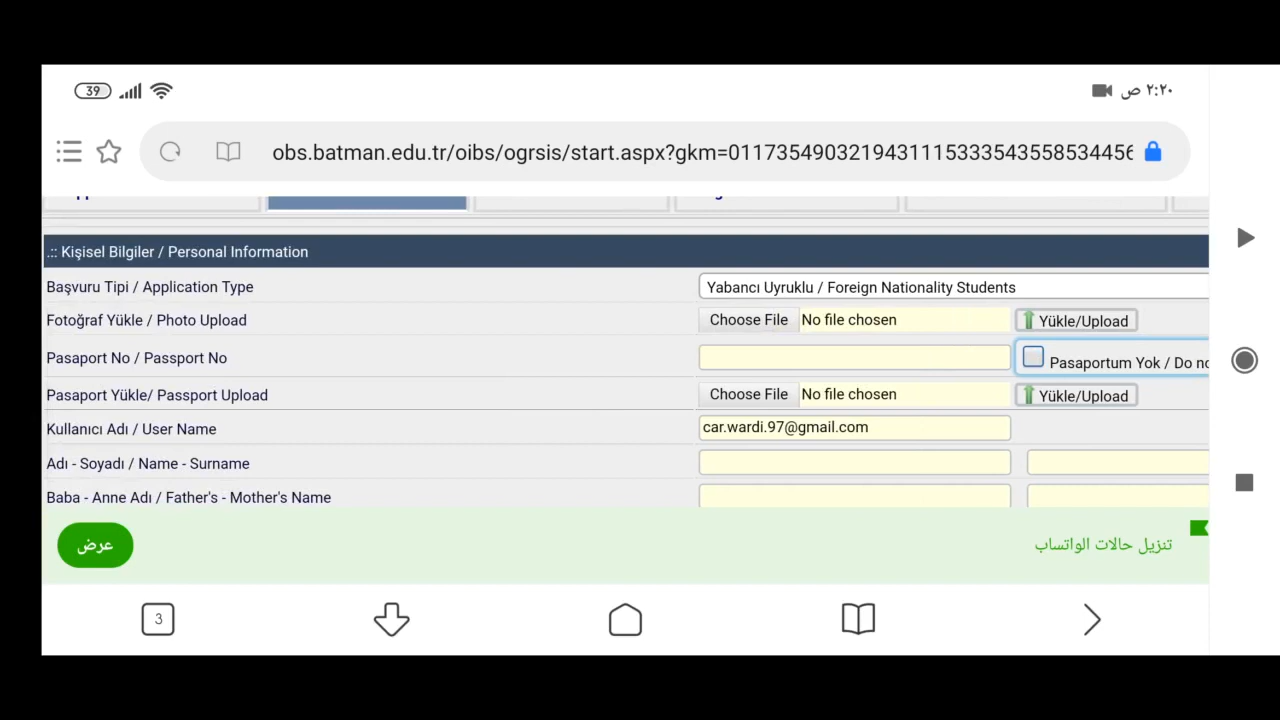 39
٢:٢٠ ص
obs.batman.edu.tr/oibs/ogrsis/start.aspx?gkm=0117354903219431115333543558534456
.:: Kişisel Bilgiler / Personal Information
Başvuru Tipi / Application Type
Yabancı Uyruklu / Foreign Nationality Students
Fotoğraf Yükle / Photo Upload
Choose File No file chosen
Yükle/Upload
Pasaport No / Passport No
Pasaportum Yok / Do no
Pasaport Yükle/ Passport Upload
Choose File No file chosen
Yükle/Upload
Kullanıcı Adı / User Name
car.wardi.97@gmail.com
Adı - Soyadı / Name - Surname
Baba - Anne Adı / Father's - Mother's Name
عرض
تنزيل حالات الواتساب
3